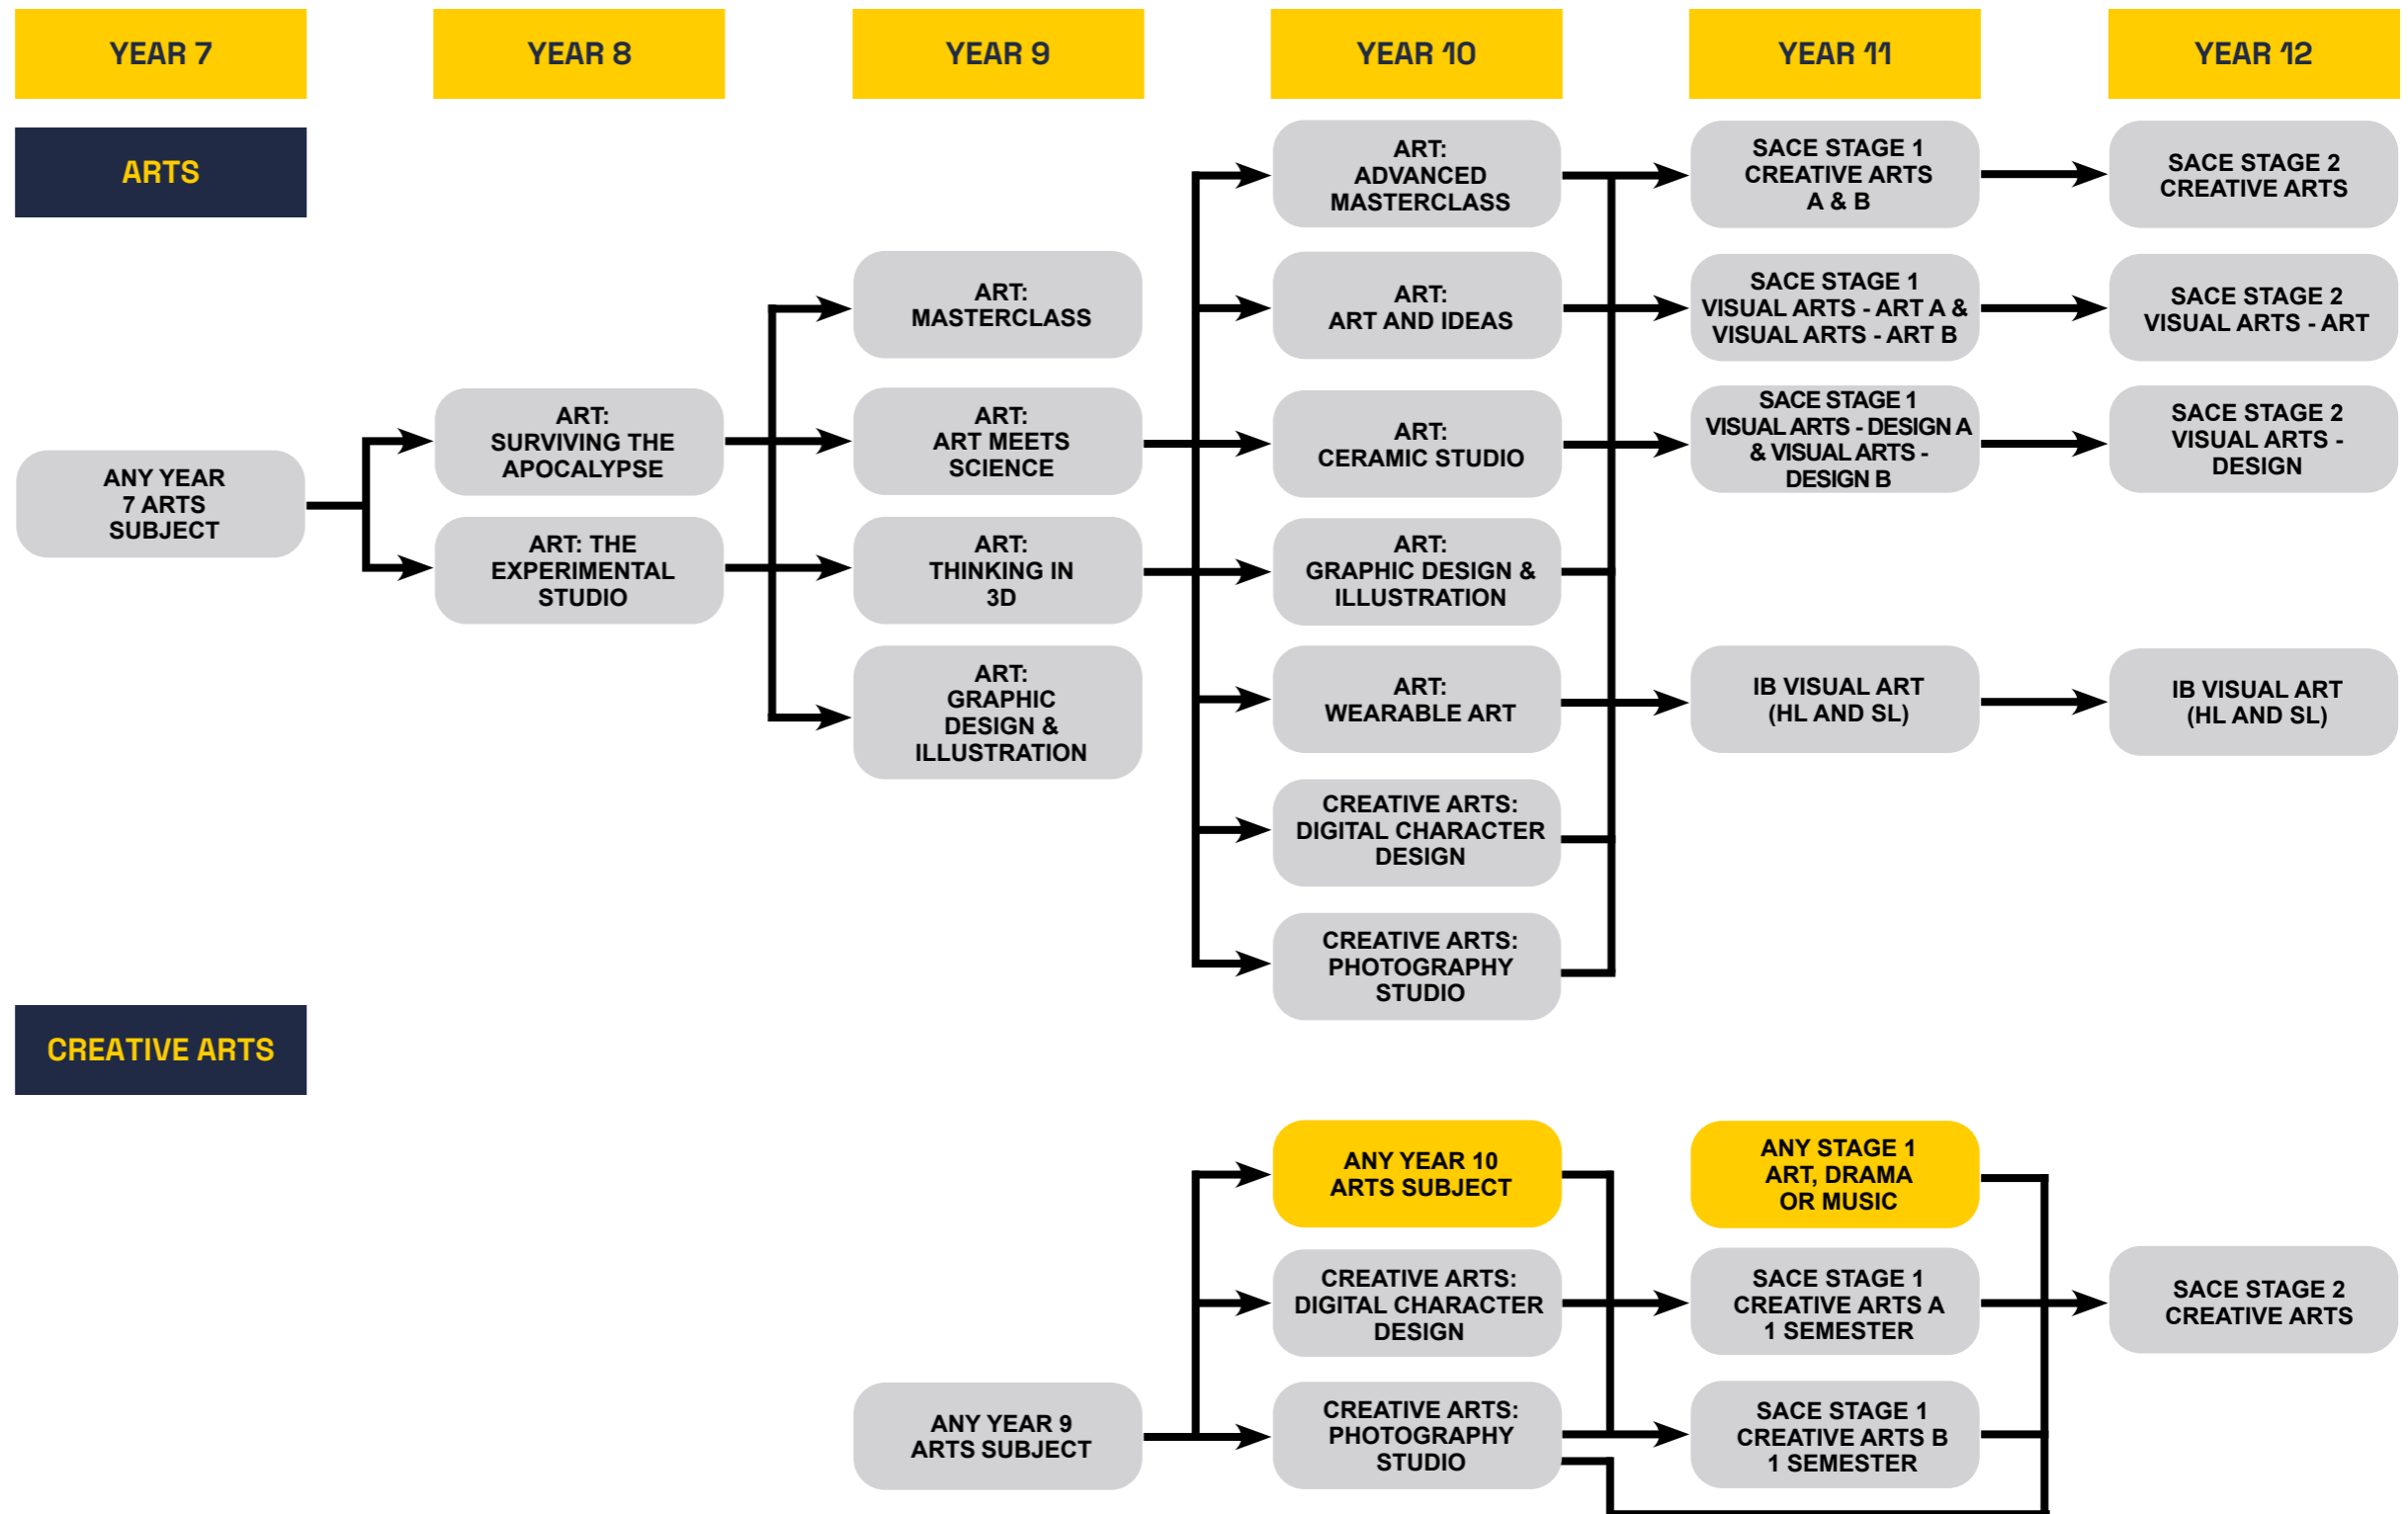 YEAR 7
YEAR 8
YEAR 9
YEAR 10
YEAR 11
YEAR 12
ARTS
ANY YEAR
7 ARTS
SUBJECT
ART:
SURVIVING THE
APOCALYPSE
ART: THE
EXPERIMENTAL
STUDIO
ART:
MASTERCLASS
ART:
ART MEETS
SCIENCE
ART:
THINKING IN
3D
ART:
GRAPHIC
DESIGN &
ILLUSTRATION
ART:
ADVANCED
MASTERCLASS
ART:
ART AND IDEAS
ART:
CERAMIC STUDIO
ART:
GRAPHIC DESIGN &
ILLUSTRATION
ART:
WEARABLE ART
CREATIVE ARTS:
DIGITAL CHARACTER
DESIGN
CREATIVE ARTS:
PHOTOGRAPHY
STUDIO
SACE STAGE 1
CREATIVE ARTS
A & B
SACE STAGE 1
VISUAL ARTS - ART A &
VISUAL ARTS - ART B
SACE STAGE 1
VISUAL ARTS - DESIGN A
& VISUAL ARTS -
DESIGN B
IB VISUAL ART
(HL AND SL)
SACE STAGE 2
CREATIVE ARTS
SACE STAGE 2
VISUAL ARTS - ART
SACE STAGE 2
VISUAL ARTS -
DESIGN
IB VISUAL ART
(HL AND SL)
CREATIVE ARTS
ANY YEAR 9
ARTS SUBJECT
ANY YEAR 10
ARTS SUBJECT
CREATIVE ARTS:
DIGITAL CHARACTER
DESIGN
CREATIVE ARTS:
PHOTOGRAPHY
STUDIO
ANY STAGE 1
ART, DRAMA
OR MUSIC
SACE STAGE 1
CREATIVE ARTS A
1 SEMESTER
SACE STAGE 1
CREATIVE ARTS B
1 SEMESTER
SACE STAGE 2
CREATIVE ARTS